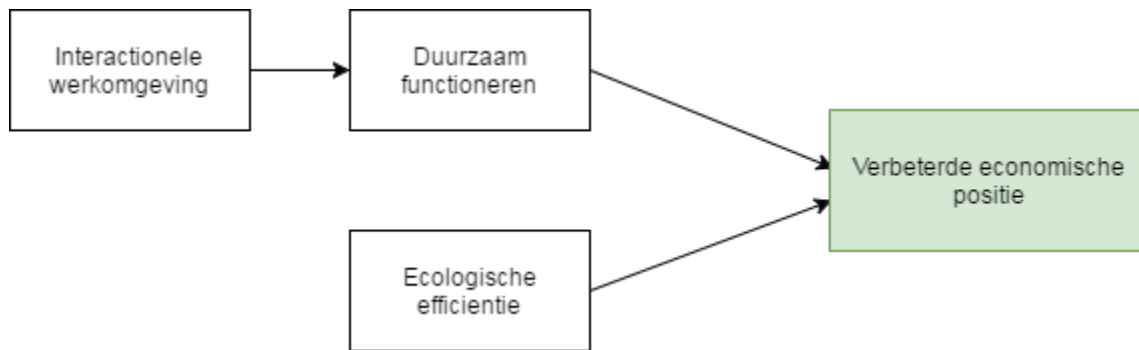 Interactionele
werkomgeving
Duurzaam
functioneren
Verbeterde economische
positie
Ecologische
efficientie